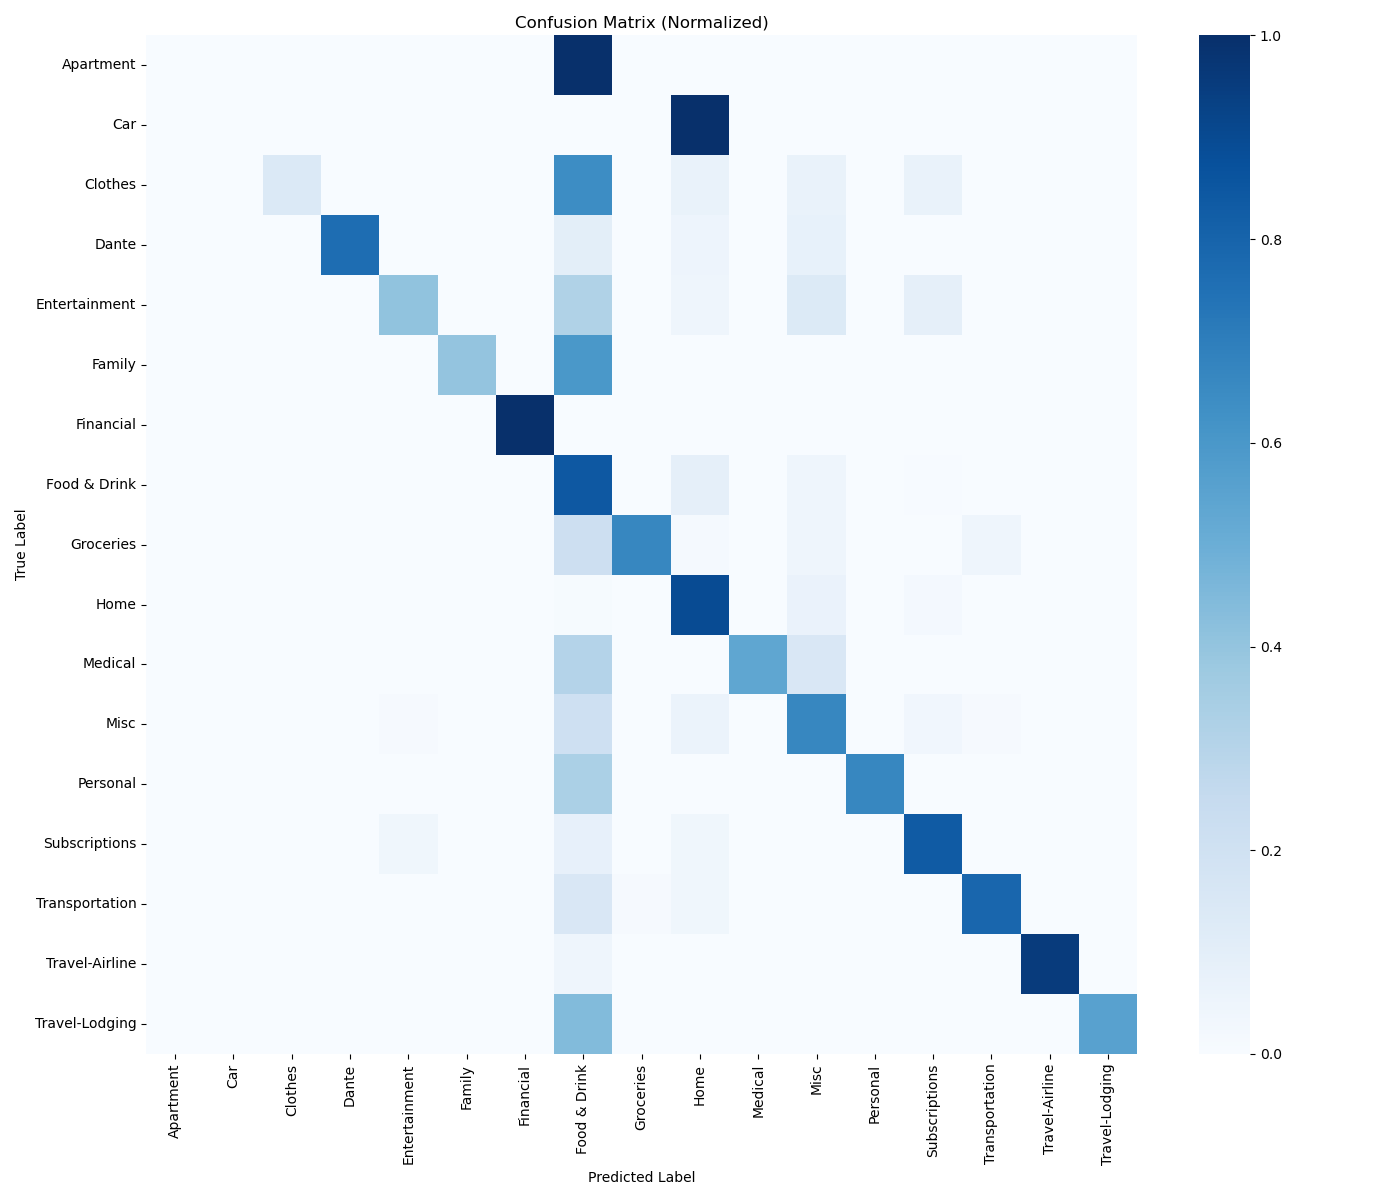 Confusion Matrix (Normalized)
True Label
Apartment
Car
Clothes
Dante
Entertainment
Family
Financial
Food & Drink
Groceries
Home
Medical
Misc
Personal
Subscriptions
Transportation
Travel-Airline
Travel-Lodging
Apartment
Car
Clothes
Dante
Entertainment
Family
Financial
Food & Drink
Groceries
Home
Medical
Misc
Personal
Subscriptions
Transportation
Travel-Airline
Travel-Lodging
Predicted Label
1.0
0.8
0.6
0.4
0.2
0.0